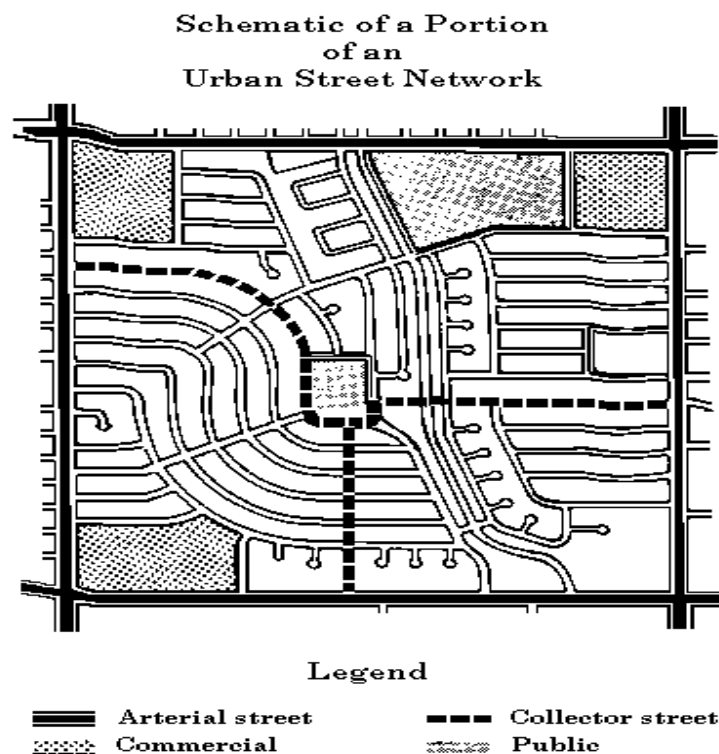 Schematic of a Portion
of an
Urban Street Network
Legend
Arterial street
Collector street
Commercial
Public